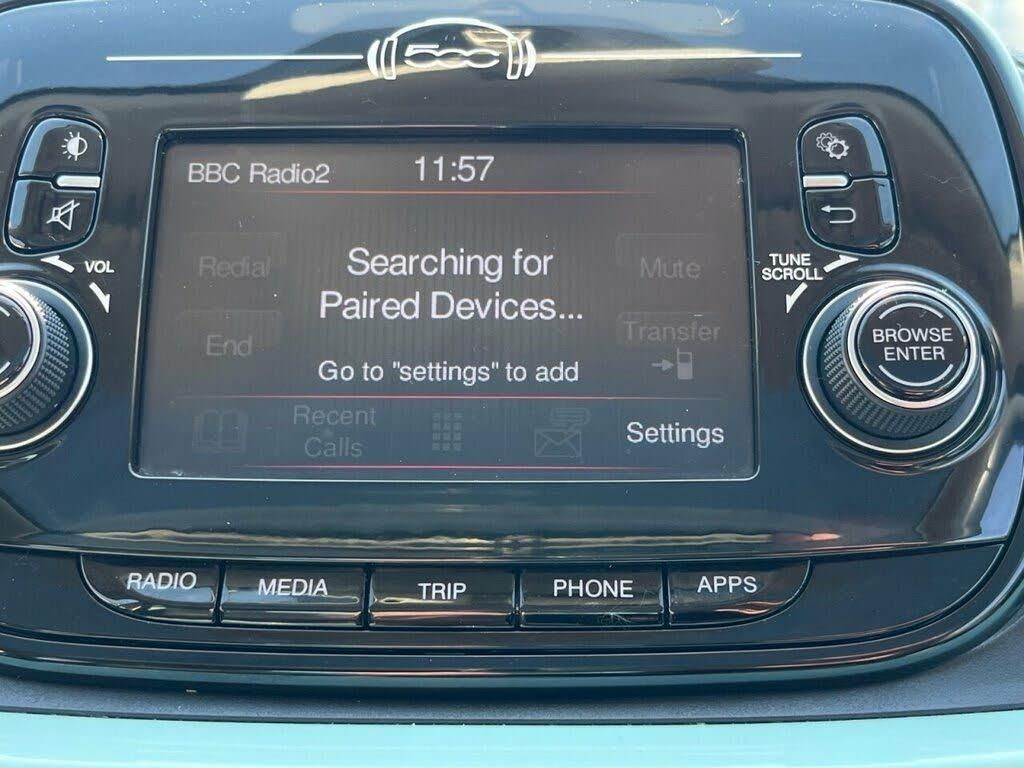 500
BBC Radio2 11:57
Redial
Searching for
Paired Devices...
Mute
End
Transfer
Go to "settings" to add
Recent
Calls
Settings
VOL
TUNE
SCROLL
BROWSE
ENTER
RADIO
MEDIA
TRIP
PHONE
APPS